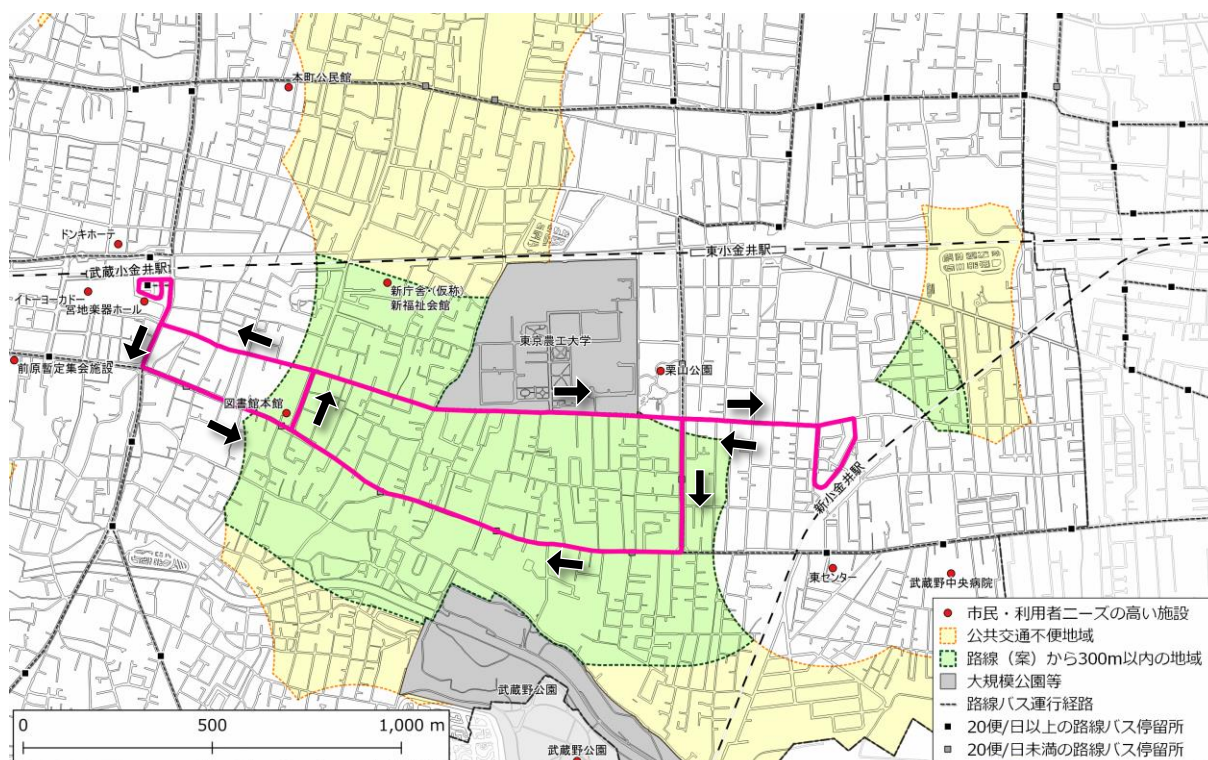 本町公民館
ドンキホーテ
武蔵小金井駅
東小金井駅
イトーヨーカドー
宮地楽器ホール
新庁舎・(仮称)
新福祉会館
東京農工大学
前原暫定集会施設
栗山公園
図書館本館
新小金井駅
東センター
武蔵野中央病院
武蔵野公園
武蔵野公園
0 500 1,000 m
市民・利用者ニーズの高い施設
公共交通不便地域
路線（案）から300m以内の地域
大規模公園等
路線バス運行経路
20便/日以上の路線バス停留所
20便/日未満の路線バス停留所